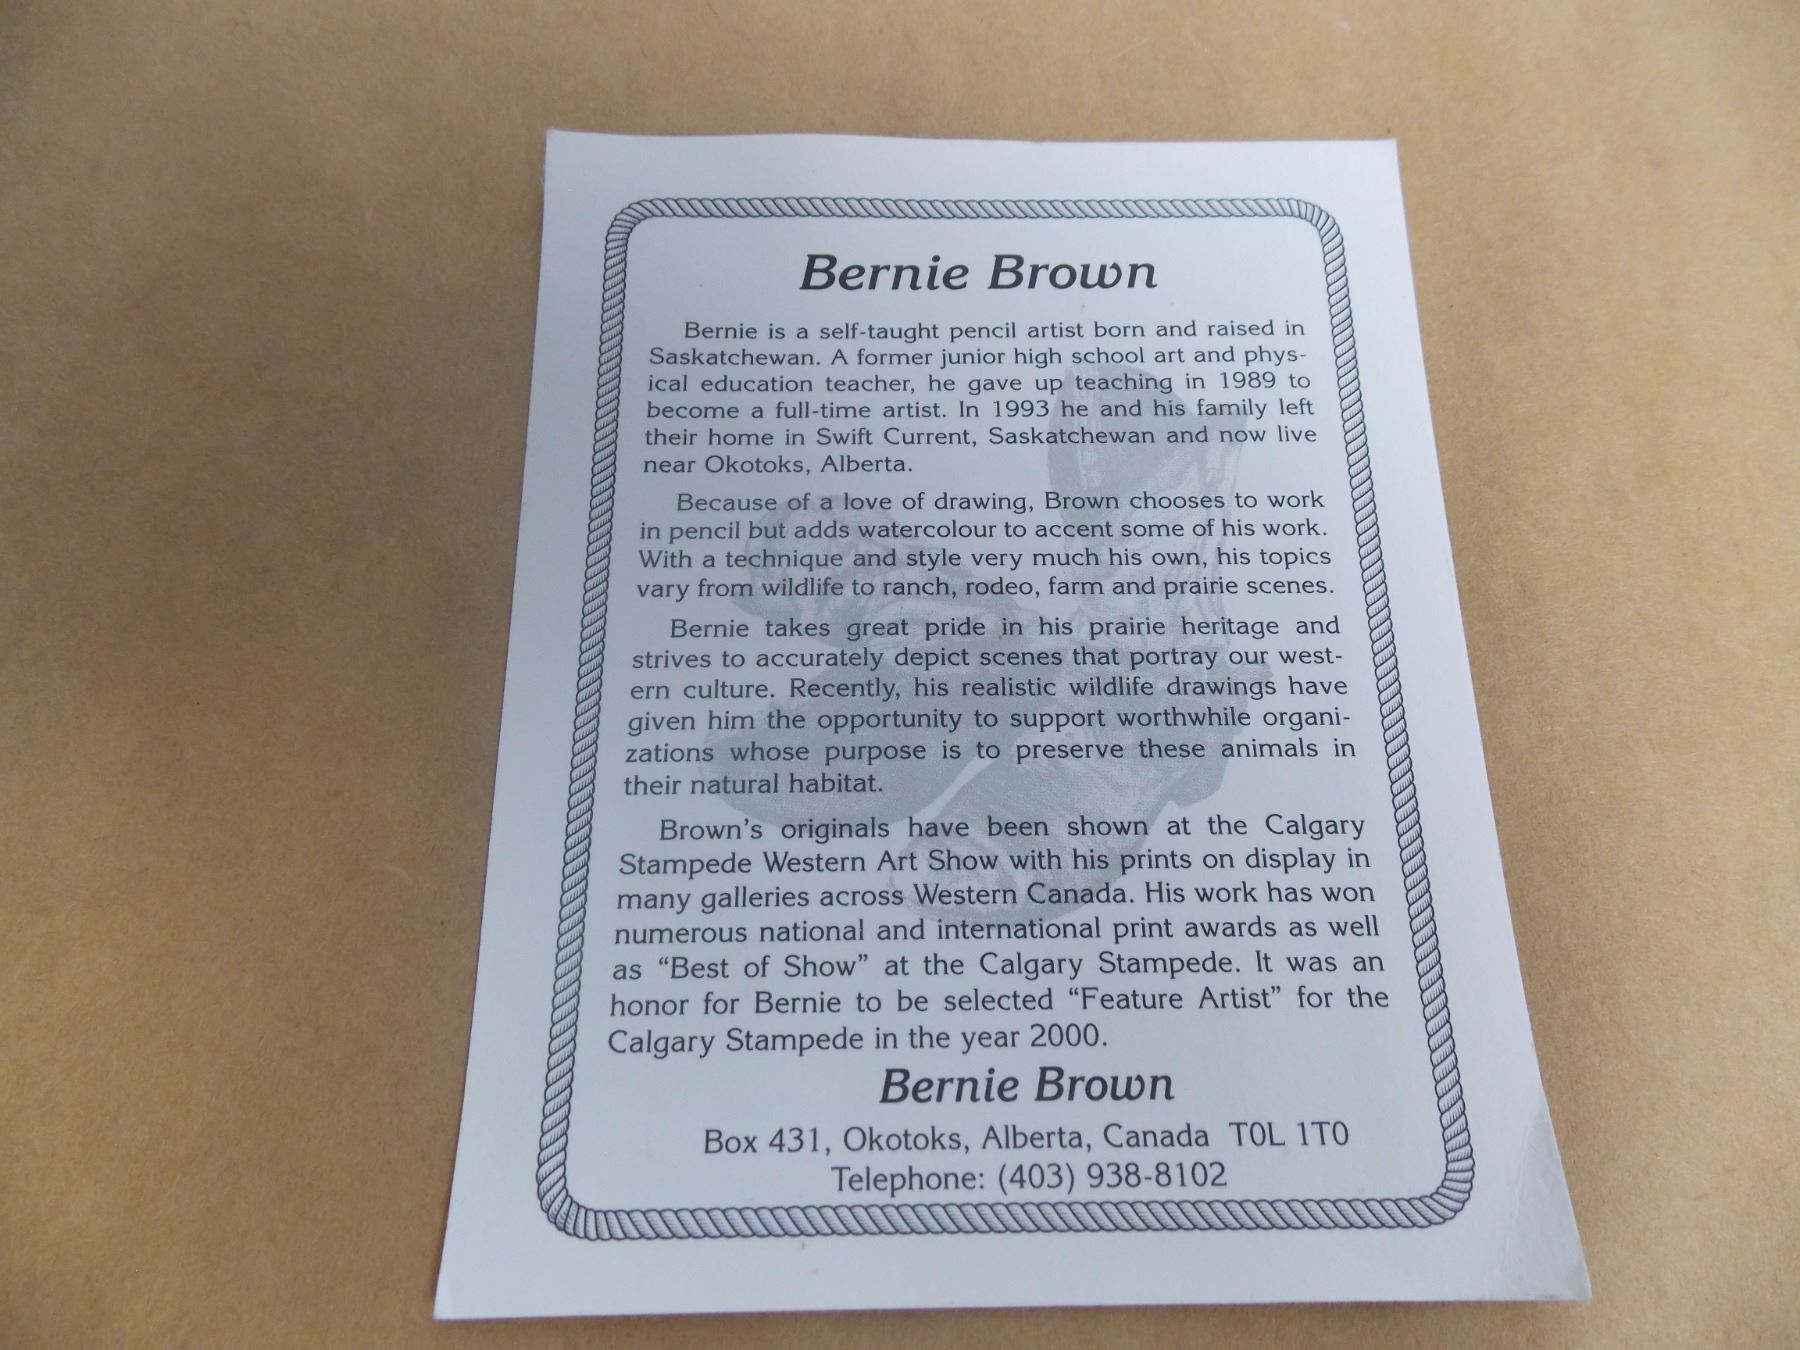 Bernie Brown
Bernie is a self-taught pencil artist born and raised in
Saskatchewan. A former junior high school art and phys-
ical education teacher, he gave up teaching in 1989 to
become a full-time artist. In 1993 he and his family left
their home in Swift Current, Saskatchewan and now live
near Okotoks, Alberta.
Because of a love of drawing, Brown chooses to work
in pencil but adds watercolour to accent some of his work.
With a technique and style very much his own, his topics
vary from wildlife to ranch, rodeo, farm and prairie scenes.
Bernie takes great pride in his prairie heritage and
strives to accurately depict scenes that portray our west-
ern culture. Recently, his realistic wildlife drawings have
given him the opportunity to support worthwhile organi-
zations whose purpose is to preserve these animals in
their natural habitat.
Brown's originals have been shown at the Calgary
Stampede Western Art Show with his prints on display in
many galleries across Western Canada. His work has won
numerous national and international print awards as well
as “Best of Show” at the Calgary Stampede. It was an
honor for Bernie to be selected “Feature Artist” for the
Calgary Stampede in the year 2000.
Bernie Brown
Box 431, Okotoks, Alberta, Canada T0L 1T0
Telephone: (403) 938-8102